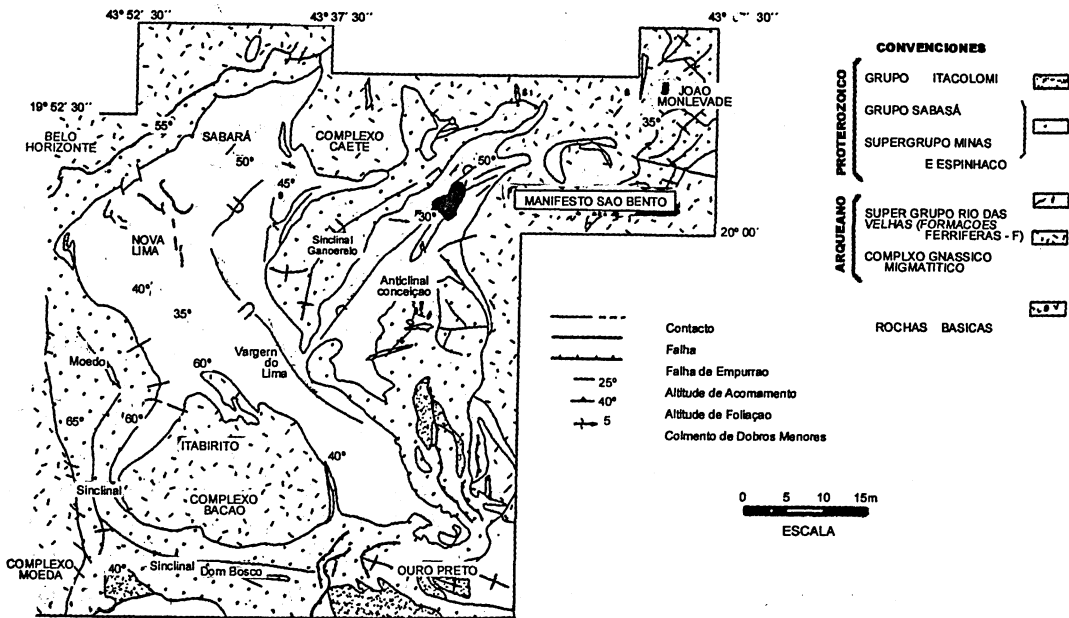 43° 52' 30''
43° 37' 30''
19° 52' 30''
BELO
HORIZONTE
55°
SABARÁ
50°
45°
COMPLEXO
CAETE
50°
30°
JOAO
MONLEVADE
35°
MANIFESTO SAO BENTO
20° 00'
NOVA
LIMA
40°
35°
Sinclinal
Anticlinal
conceiçao
Vargern
do
Lima
Moedo
60°
65°
60°
ITABIRITO
40°
COMPLEXO
BACAO
Sinclinal
COMPLEXO
MOEDA
40°
Sinclinal
Dom Bosco
OURO PRETO
CONVENCIONES
PROTEROZOICO
GRUPO ITACOLOMI
GRUPO SABASÁ
SUPERGRUPO MINAS
E ESPINHAÇO
ARQUEANO
SUPER GRUPO RIO DAS
VELHAS (FORMACOES
FERRIFERAS - F)
COMPLXO GNASSICO
MIGMATITICO
ROCHAS BASICAS
Contacto
Falha
Falha de Empurrao
25°
Altitude de Acomamento
40°
Altitude de Foliaçao
5
Colmento de Dobros Menores
0 5 10 15m
ESCALA